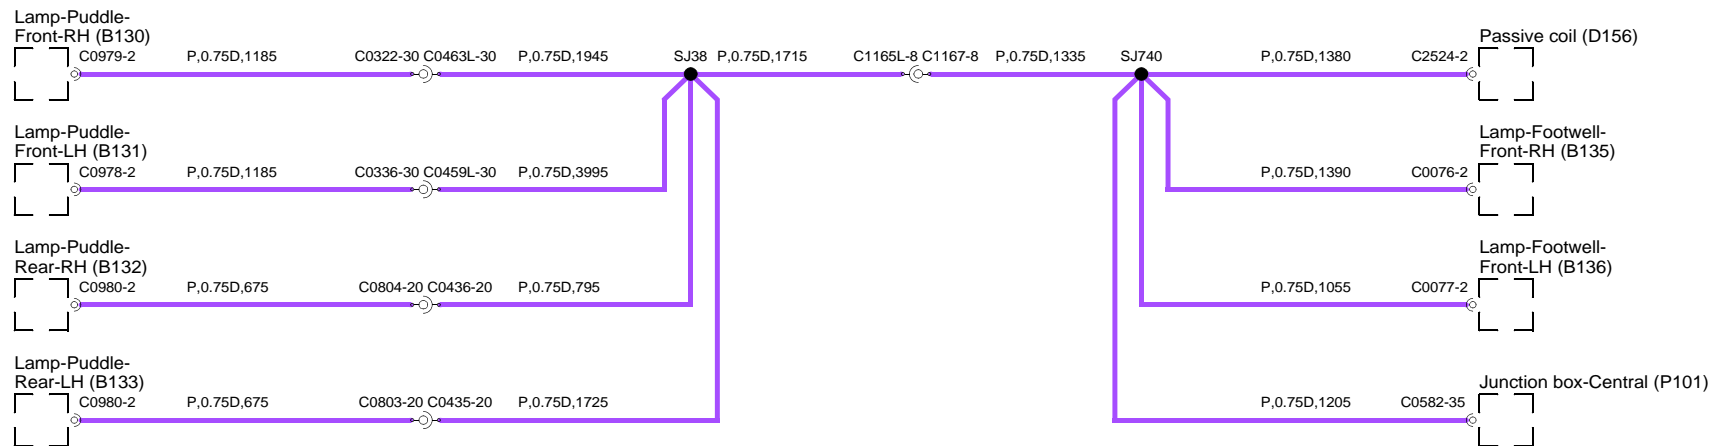 Lamp-Puddle-
Front-RH (B130)
C0979-2 P,0.75D,1185 C0322-30 C0463L-30 P,0.75D,1945 SJ38 P,0.75D,1715 C1165L-8 C1167-8 P,0.75D,1335 SJ740 P,0.75D,1380 C2524-2
Passive coil (D156)
Lamp-Puddle-
Front-LH (B131)
C0978-2 P,0.75D,1185 C0336-30 C0459L-30 P,0.75D,3995
Lamp-Footwell-
Front-RH (B135)
P,0.75D,1390 C0076-2
Lamp-Puddle-
Rear-RH (B132)
C0980-2 P,0.75D,675 C0804-20 C0436-20 P,0.75D,795
Lamp-Footwell-
Front-LH (B136)
P,0.75D,1055 C0077-2
Lamp-Puddle-
Rear-LH (B133)
C0980-2 P,0.75D,675 C0803-20 C0435-20 P,0.75D,1725
Junction box-Central (P101)
P,0.75D,1205 C0582-35